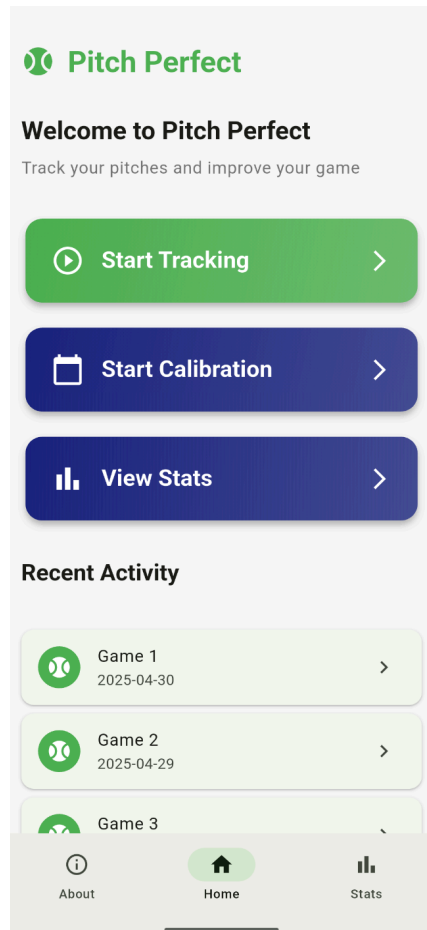 Pitch Perfect
Welcome to Pitch Perfect
Track your pitches and improve your game
Start Tracking
Start Calibration
View Stats
Recent Activity
Game 1
2025-04-30
Game 2
2025-04-29
Game 3
About
Home
Stats